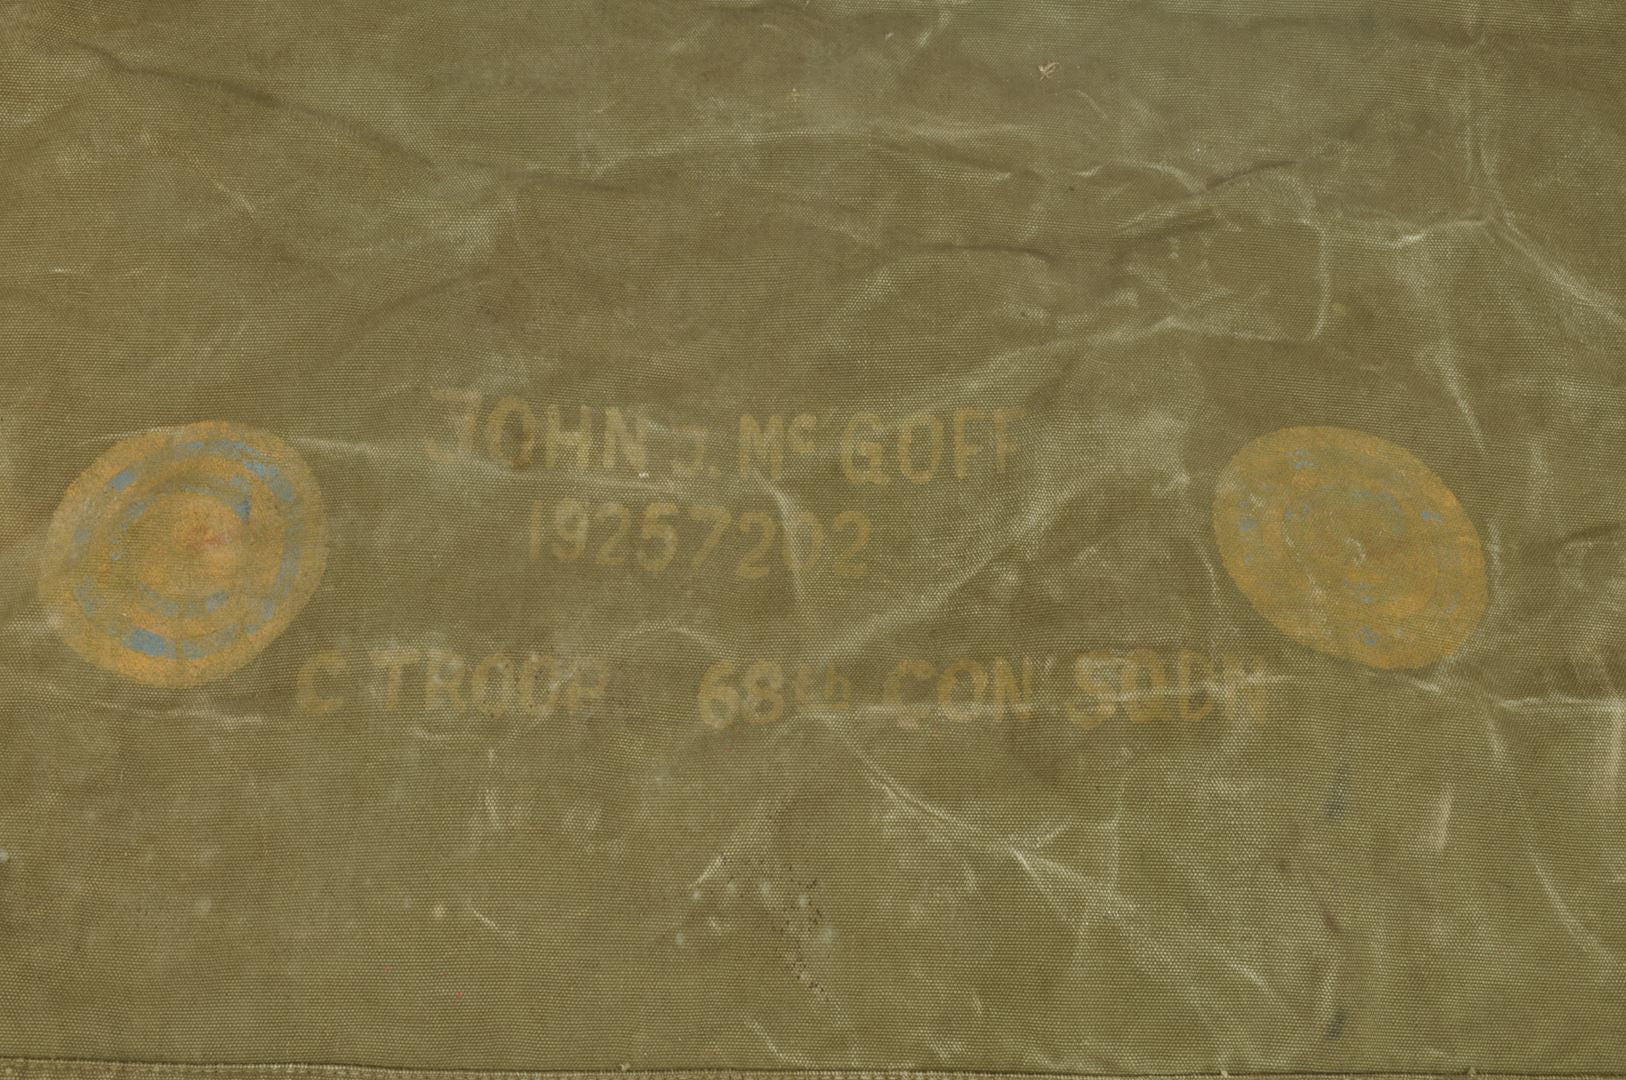 JOHN J. McGOFF
19257202
C TROOP 68th CON SQDN